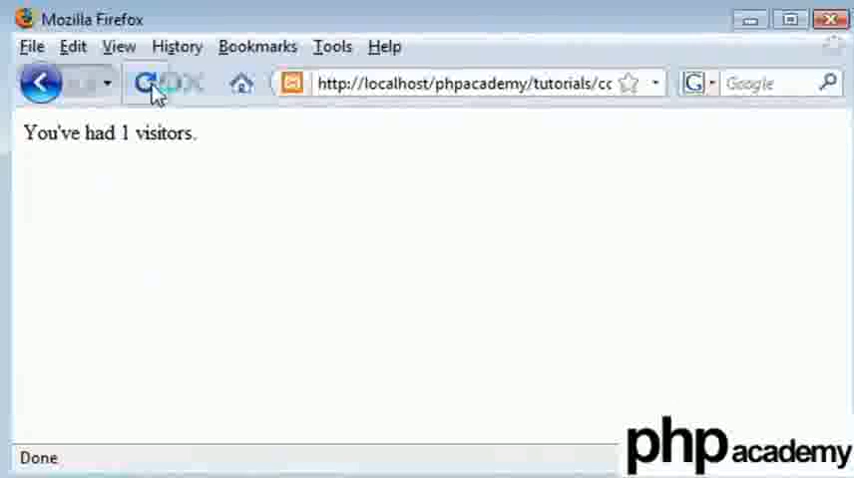 Mozilla Firefox
File Edit View History Bookmarks Tools Help
http://localhost/phpacademy/tutorials/cc G Google
You've had 1 visitors.
Done
php academy